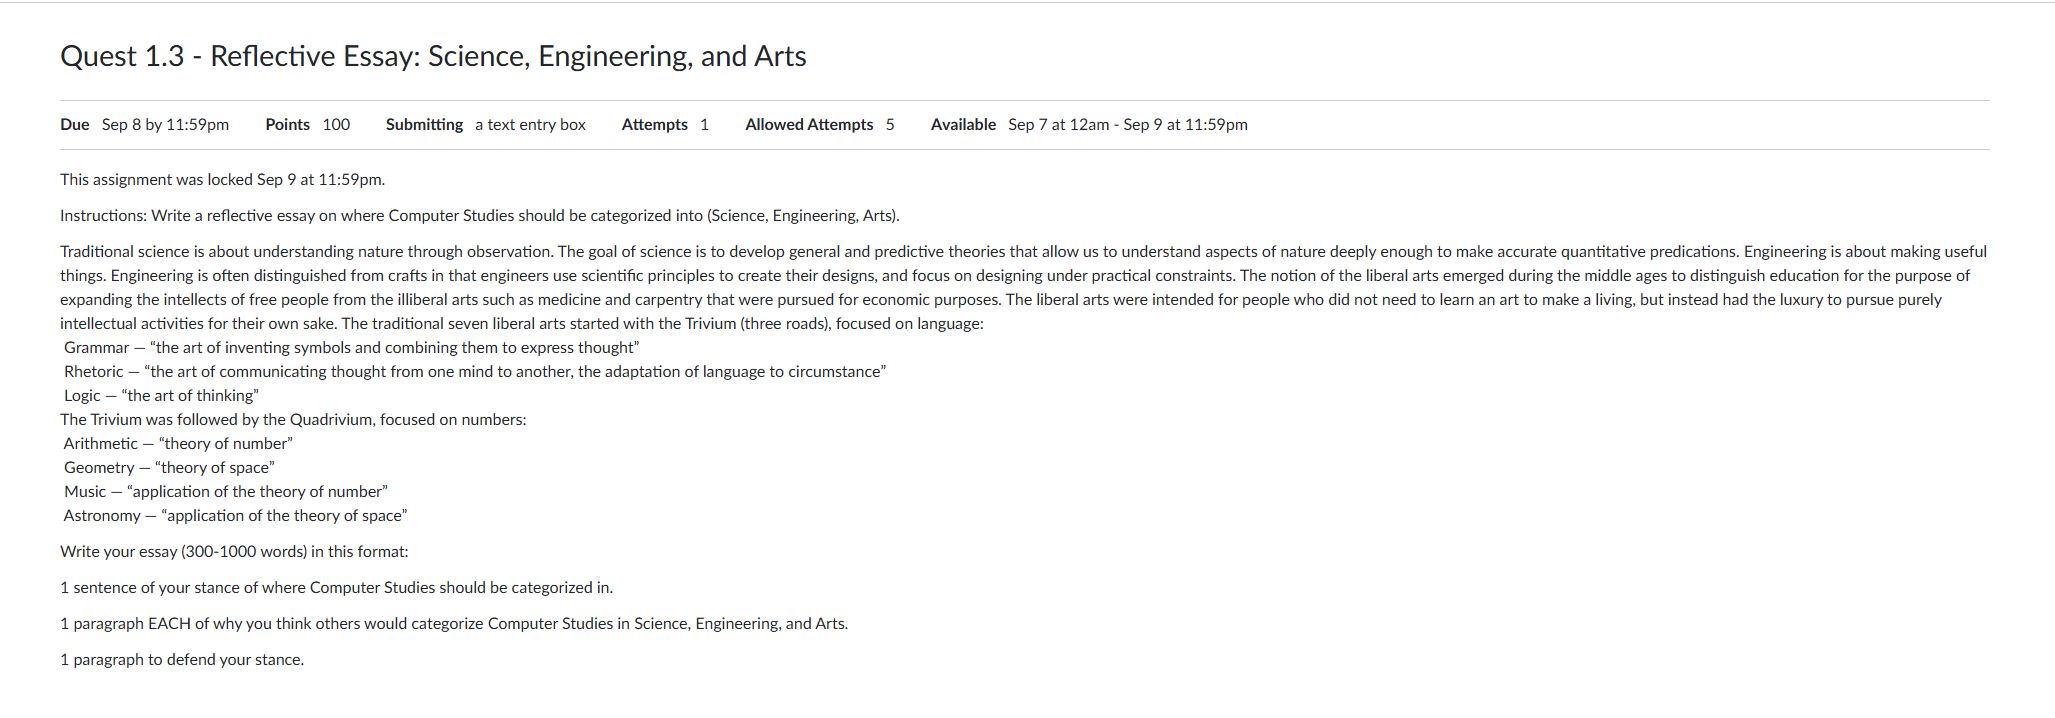 Quest 1.3 - Reflective Essay: Science, Engineering, and Arts
Due Sep 8 by 11:59pm Points 100 Submitting a text entry box Attempts 1 Allowed Attempts 5 Available Sep 7 at 12am - Sep 9 at 11:59pm
This assignment was locked Sep 9 at 11:59pm.
Instructions: Write a reflective essay on where Computer Studies should be categorized into (Science, Engineering, Arts).
Traditional science is about understanding nature through observation. The goal of science is to develop general and predictive theories that allow us to understand aspects of nature deeply enough to make accurate quantitative predications. Engineering is about making useful
things. Engineering is often distinguished from crafts in that engineers use scientific principles to create their designs, and focus on designing under practical constraints. The notion of the liberal arts emerged during the middle ages to distinguish education for the purpose of
expanding the intellects of free people from the illiberal arts such as medicine and carpentry that were pursued for economic purposes. The liberal arts were intended for people who did not need to learn an art to make a living, but instead had the luxury to pursue purely
intellectual activities for their own sake. The traditional seven liberal arts started with the Trivium (three roads), focused on language:
Grammar — “the art of inventing symbols and combining them to express thought”
Rhetoric — “the art of communicating thought from one mind to another, the adaptation of language to circumstance”
Logic — “the art of thinking”
The Trivium was followed by the Quadrivium, focused on numbers:
Arithmetic — “theory of number”
Geometry — “theory of space”
Music — “application of the theory of number”
Astronomy — “application of the theory of space”
Write your essay (300-1000 words) in this format:
1 sentence of your stance of where Computer Studies should be categorized in.
1 paragraph EACH of why you think others would categorize Computer Studies in Science, Engineering, and Arts.
1 paragraph to defend your stance.